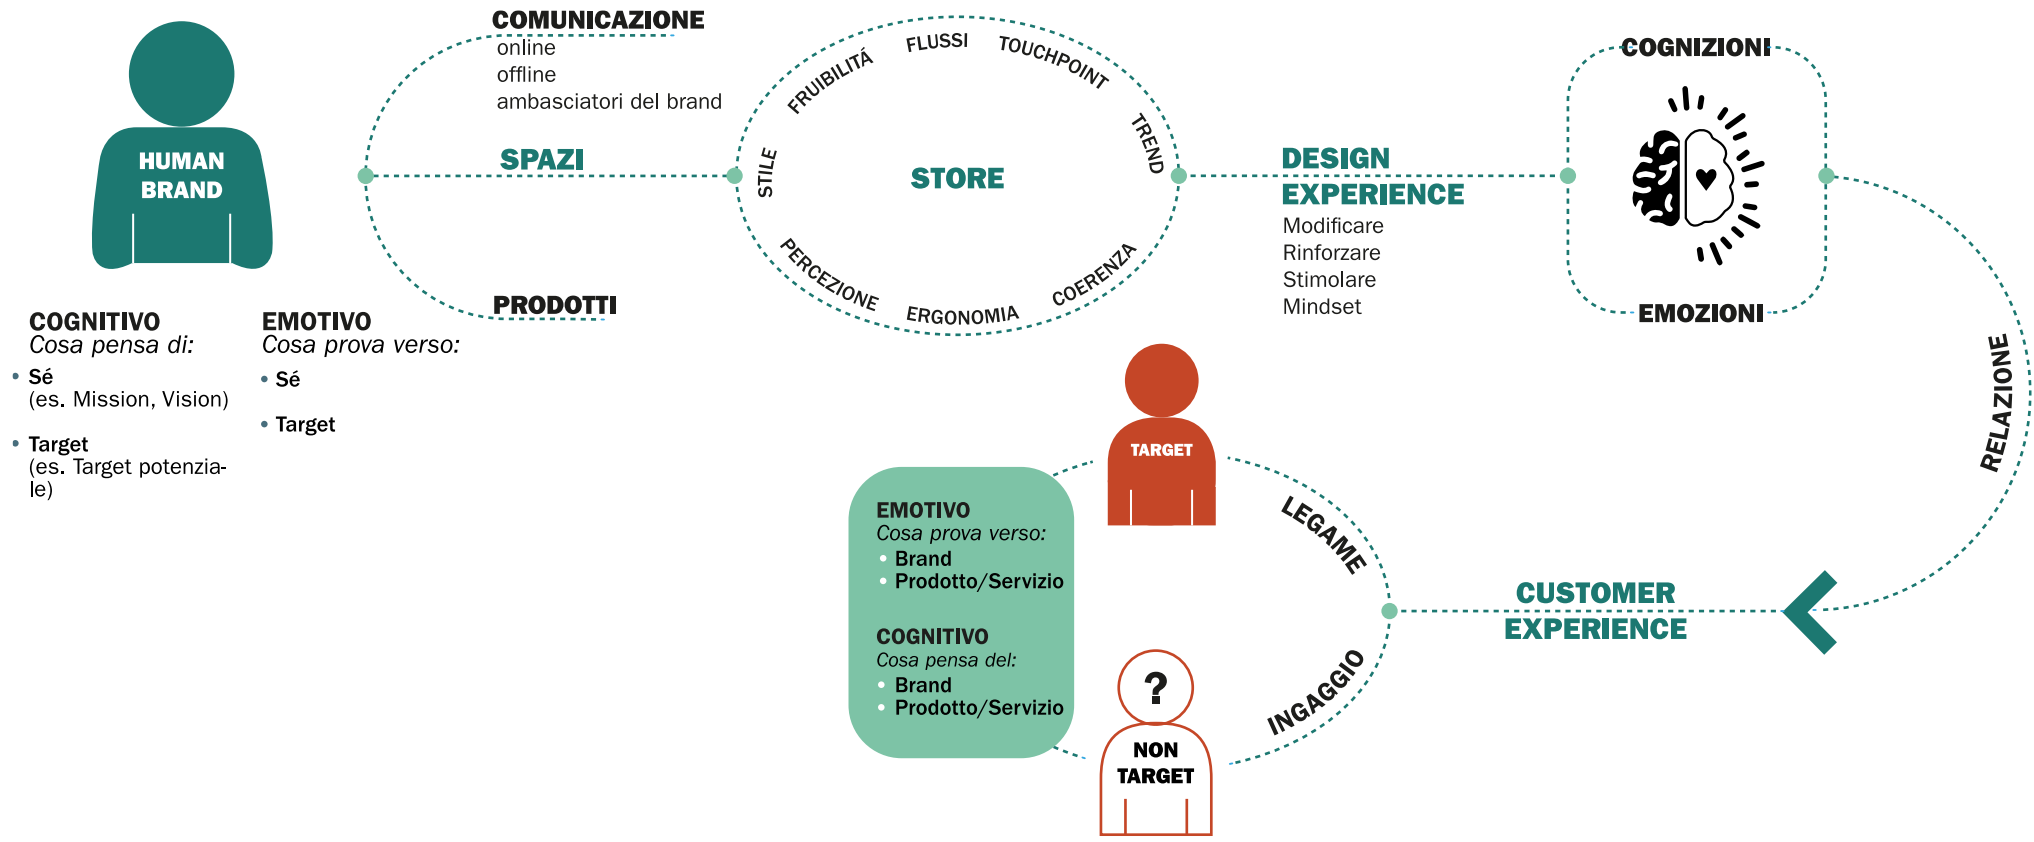 HUMAN
BRAND
COGNITIVO
Cosa pensa di:
• Sé
(es. Mission, Vision)
• Target
(es. Target potenzia-
le)
EMOTIVO
Cosa prova verso:
• Sé
• Target
COMUNICAZIONE
online
offline
ambasciatori del brand
SPAZI
PRODOTTI
STILE
FRUIBILITÁ
FLUSSI
TOUCHPOINT
TREND
STORE
PERCEZIONE
ERGONOMIA
COERENZA
DESIGN
EXPERIENCE
Modificare
Rinforzare
Stimolare
Mindset
COGNIZIONI
EMOZIONI
RELAZIONE
CUSTOMER
EXPERIENCE
LEGAME
INGAGGIO
TARGET
?
NON
TARGET
EMOTIVO
Cosa prova verso:
• Brand
• Prodotto/Servizio
COGNITIVO
Cosa pensa del:
• Brand
• Prodotto/Servizio